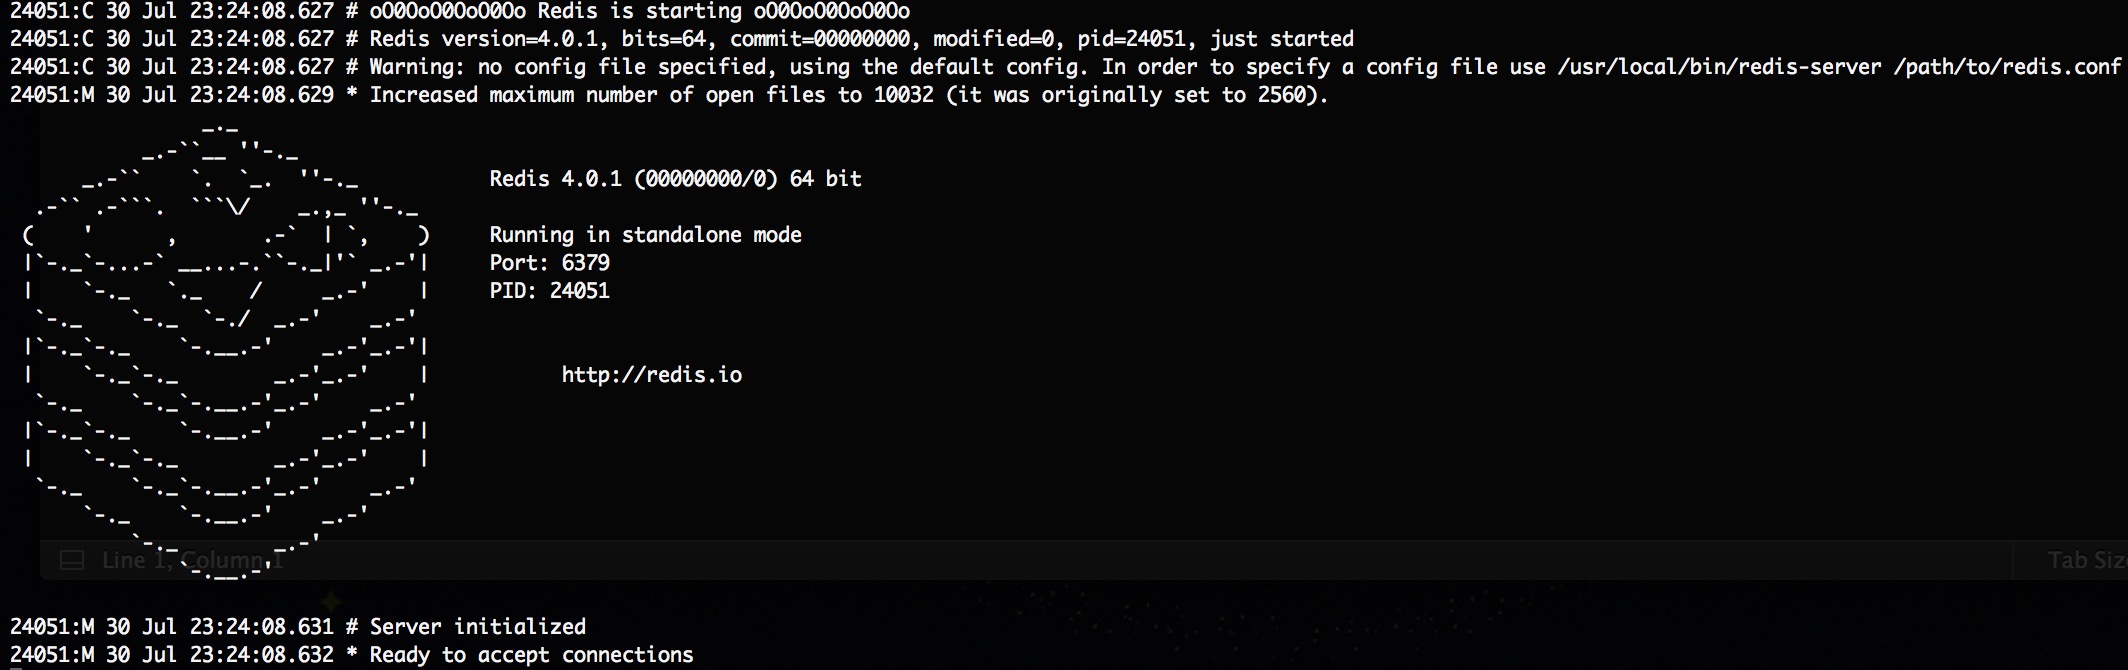 24051:C 30 Jul 23:24:08.627 # oO0OoO0OoO0Oo Redis is starting oO0OoO0OoO0Oo
24051:C 30 Jul 23:24:08.627 # Redis version=4.0.1, bits=64, commit=00000000, modified=0, pid=24051, just started
24051:C 30 Jul 23:24:08.627 # Warning: no config file specified, using the default config. In order to specify a config file use /usr/local/bin/redis-server /path/to/redis.conf
24051:M 30 Jul 23:24:08.629 * Increased maximum number of open files to 10032 (it was originally set to 2560).
Redis 4.0.1 (00000000/0) 64 bit
Running in standalone mode
Port: 6379
PID: 24051
http://redis.io
Line 1, Column 1
Tab Siz
24051:M 30 Jul 23:24:08.631 # Server initialized
24051:M 30 Jul 23:24:08.632 * Ready to accept connections